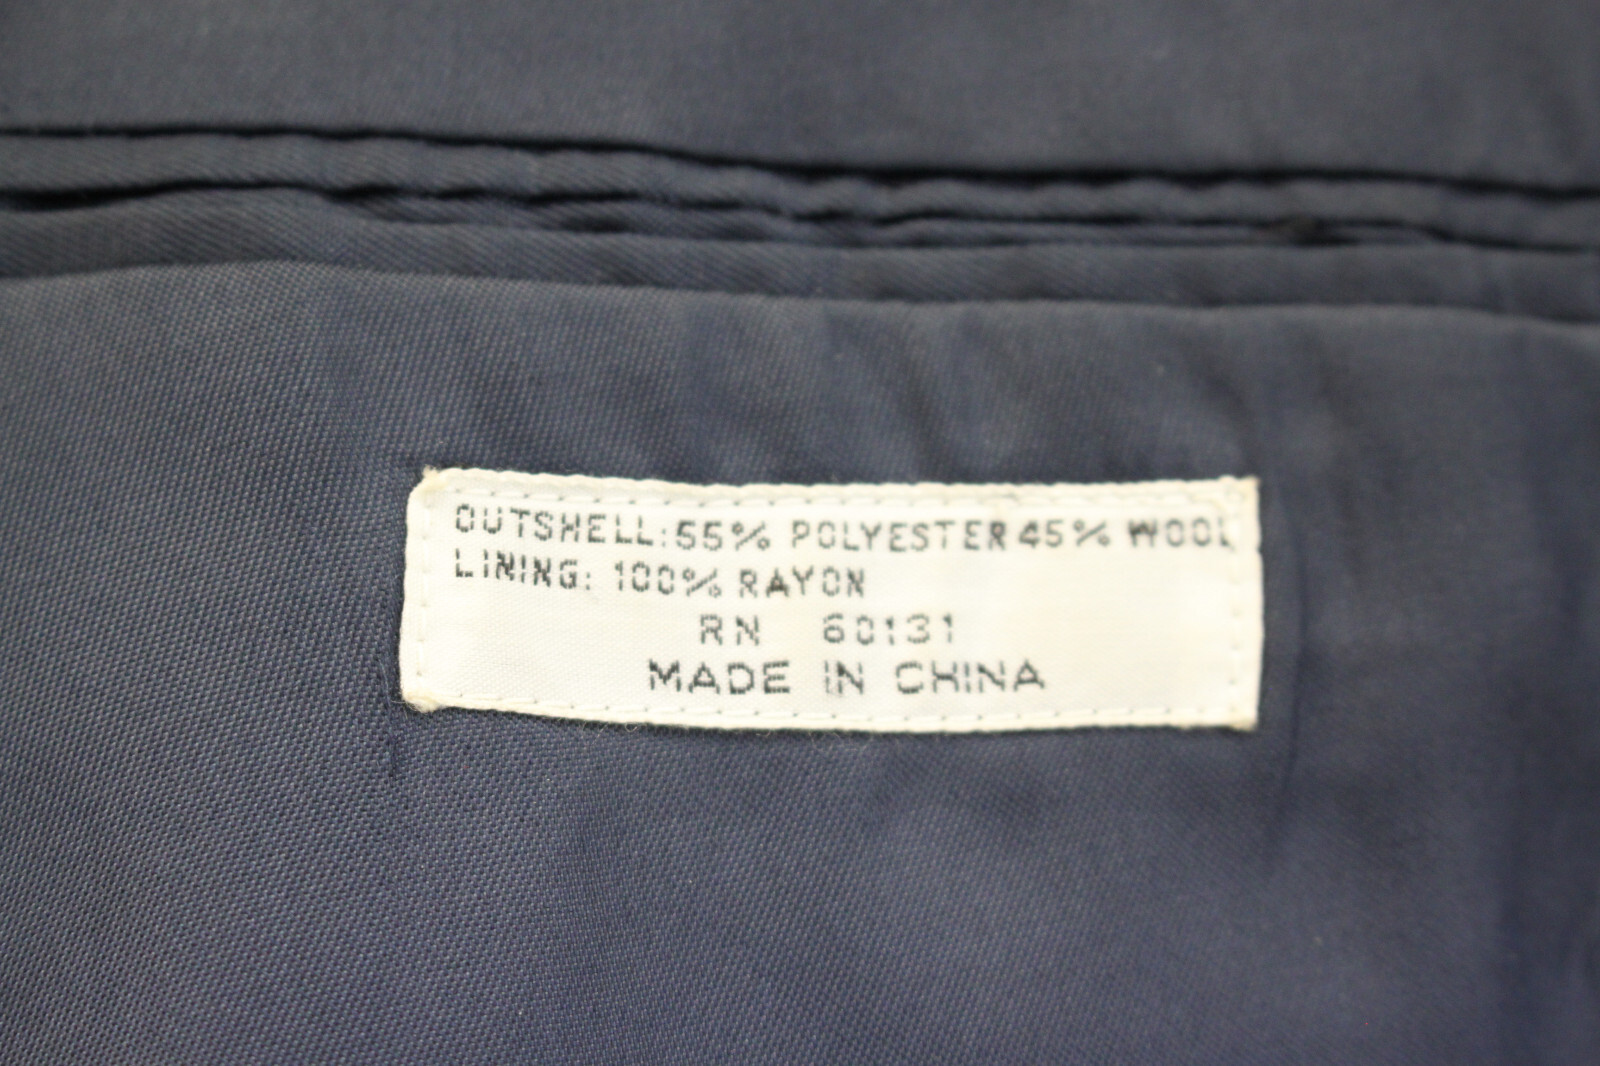 OUTSHELL: 55% POLYESTER 45% WOOL
LINING: 100% RAYON
RN 60131
MADE IN CHINA